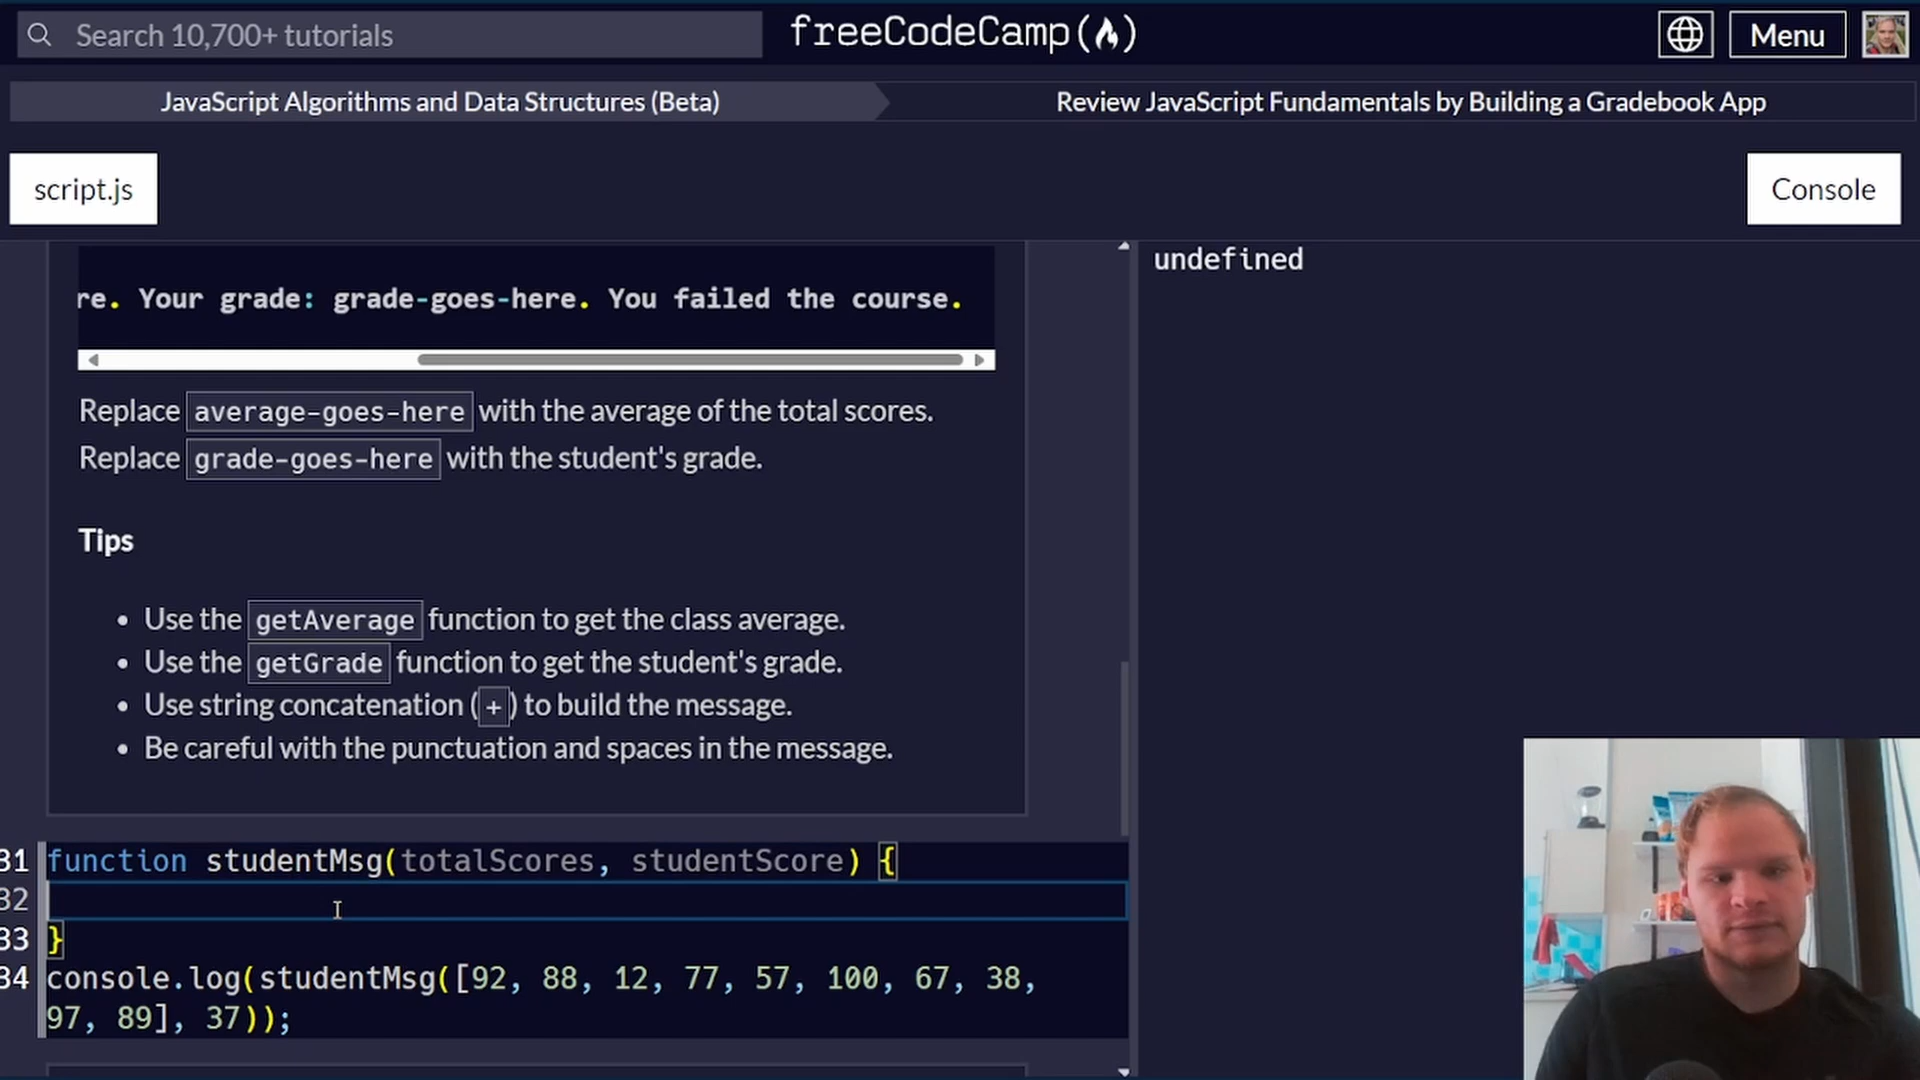 Search 10,700+ tutorials
freeCodeCamp
Menu
JavaScript Algorithms and Data Structures (Beta)
Review JavaScript Fundamentals by Building a Gradebook App
script.js
Console
re. Your grade: grade-goes-here. You failed the course.
undefined
Replace average-goes-here with the average of the total scores.
Replace grade-goes-here with the student's grade.
Tips
• Use the getAverage function to get the class average.
• Use the getGrade function to get the student's grade.
• Use string concatenation (+) to build the message.
• Be careful with the punctuation and spaces in the message.
31 function studentMsg(totalScores, studentScore) {
32
33 }
34 console.log(studentMsg([92, 88, 12, 77, 57, 100, 67, 38,
97, 89], 37));